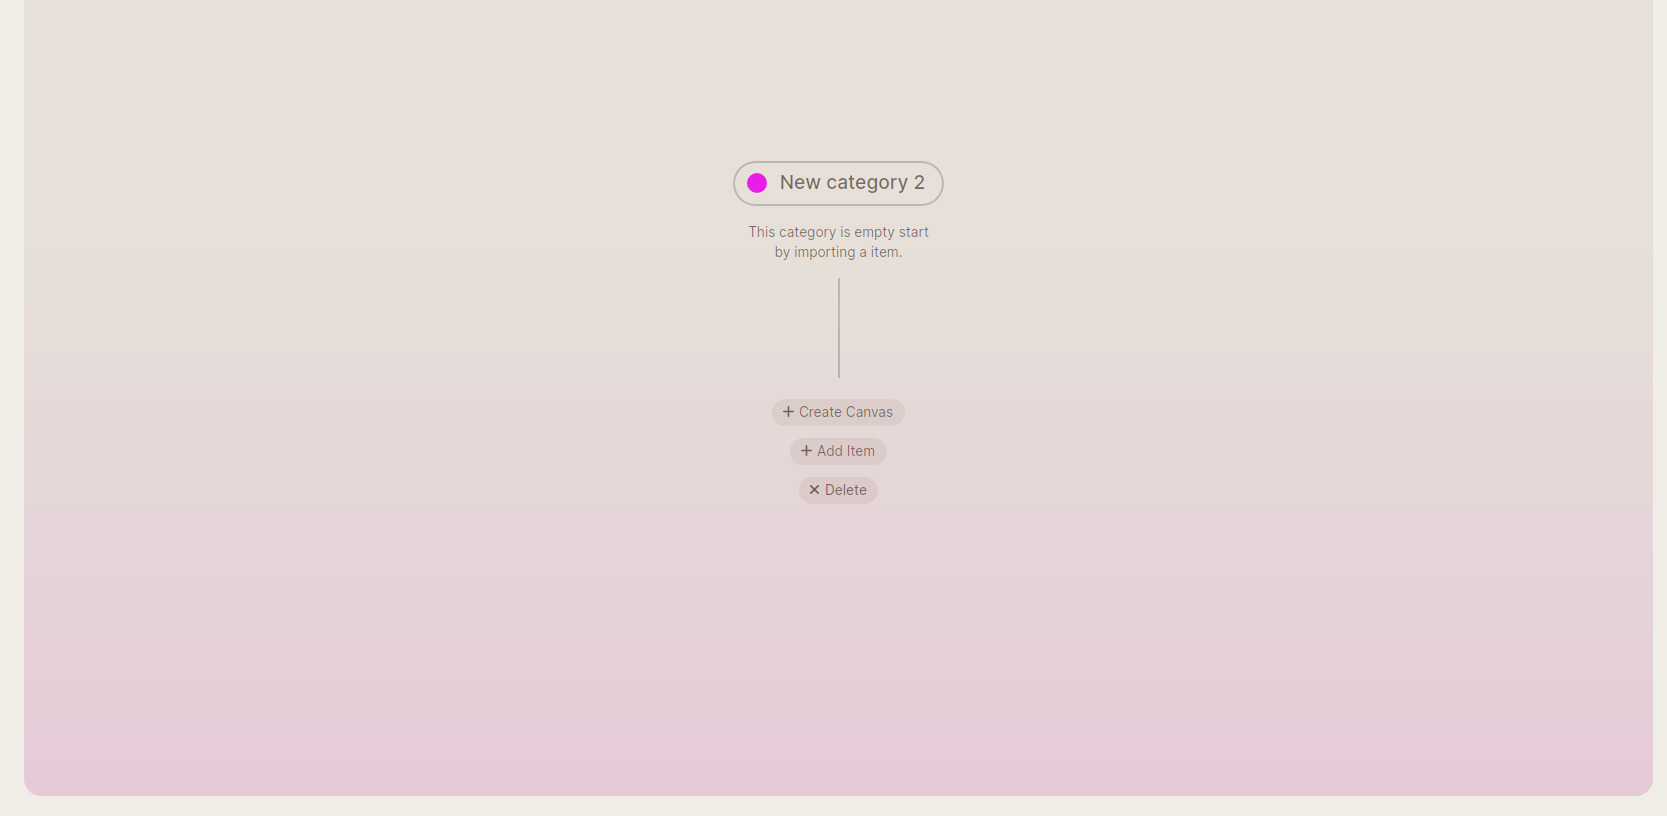 New category 2
This category is empty start
by importing a item.
Create Canvas
Add Item
Delete